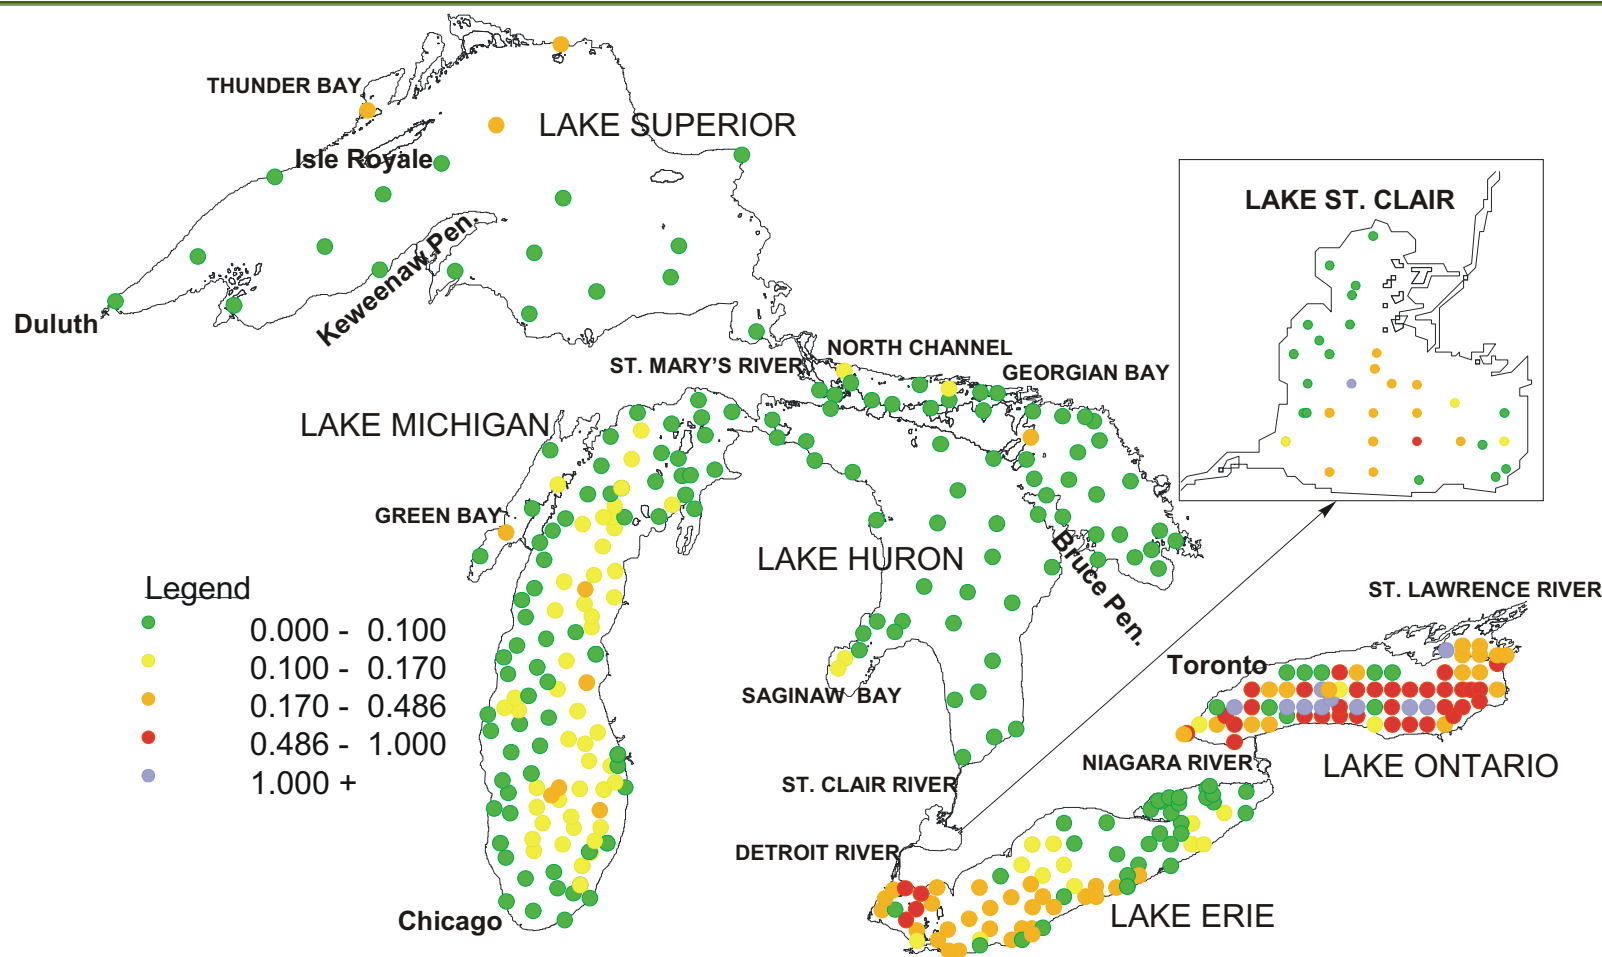 THUNDER BAY
LAKE SUPERIOR
Isle Royale
Keweenaw Pen.
Duluth
LAKE ST. CLAIR
NORTH CHANNEL
ST. MARY'S RIVER
GEORGIAN BAY
LAKE MICHIGAN
GREEN BAY
LAKE HURON
Bruce Pen.
Legend
0.000 - 0.100
0.100 - 0.170
0.170 - 0.486
0.486 - 1.000
1.000 +
ST. LAWRENCE RIVER
Toronto
SAGINAW BAY
NIAGARA RIVER
LAKE ONTARIO
ST. CLAIR RIVER
DETROIT RIVER
LAKE ERIE
Chicago